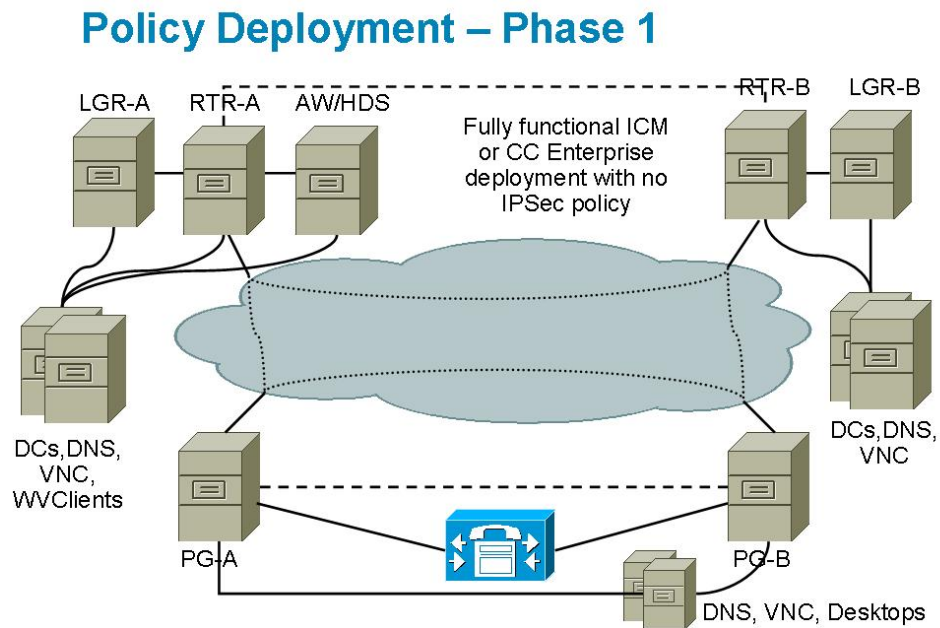 Policy Deployment – Phase 1
LGR-A
RTR-A
AW/HDS
RTR-B
LGR-B
Fully functional ICM
or CC Enterprise
deployment with no
IPSec policy
DCs,DNS,
VNC,
WVClients
DCs,DNS,
VNC
PG-A
PG-B
DNS, VNC, Desktops